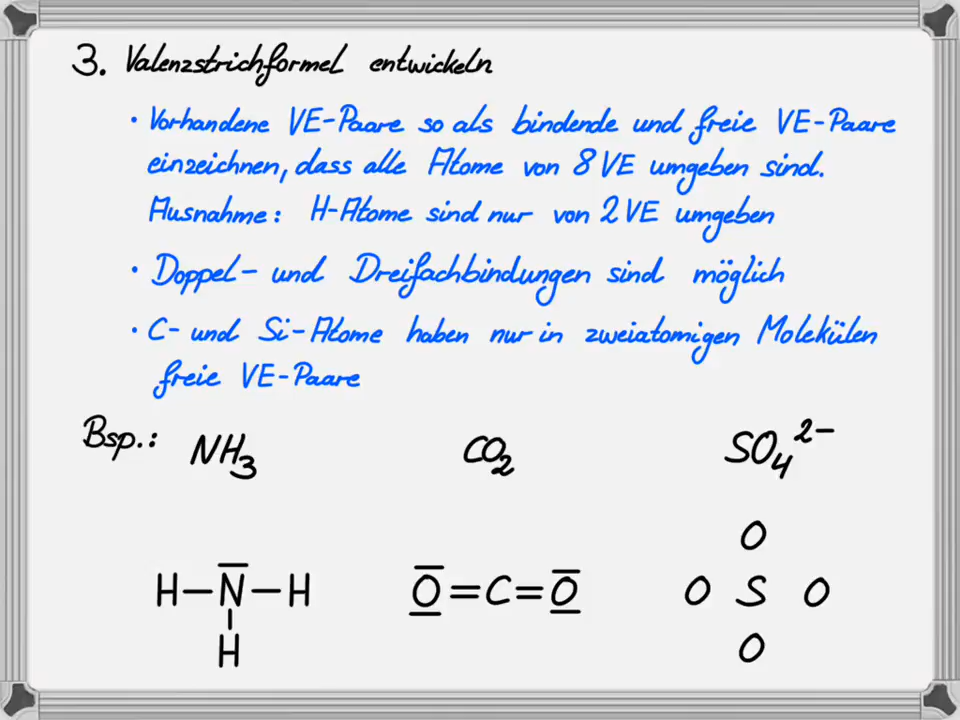 3. Valenzstrichformel entwickeln
• Vorhandene VE-Paare so als bindende und freie VE-Paare
einzeichnen, dass alle Atome von 8 VE umgeben sind.
Ausnahme: H-Atome sind nur von 2 VE umgeben
• Doppel- und Dreifachbindungen sind möglich
• C- und Si-Atome haben nur in zweiatomigen Molekülen
freie VE-Paare
Bsp.: NH₃ CO₂ SO₄²⁻
O
H–N̅–H O̲̅=C=O̲̅ O S O
|
H O